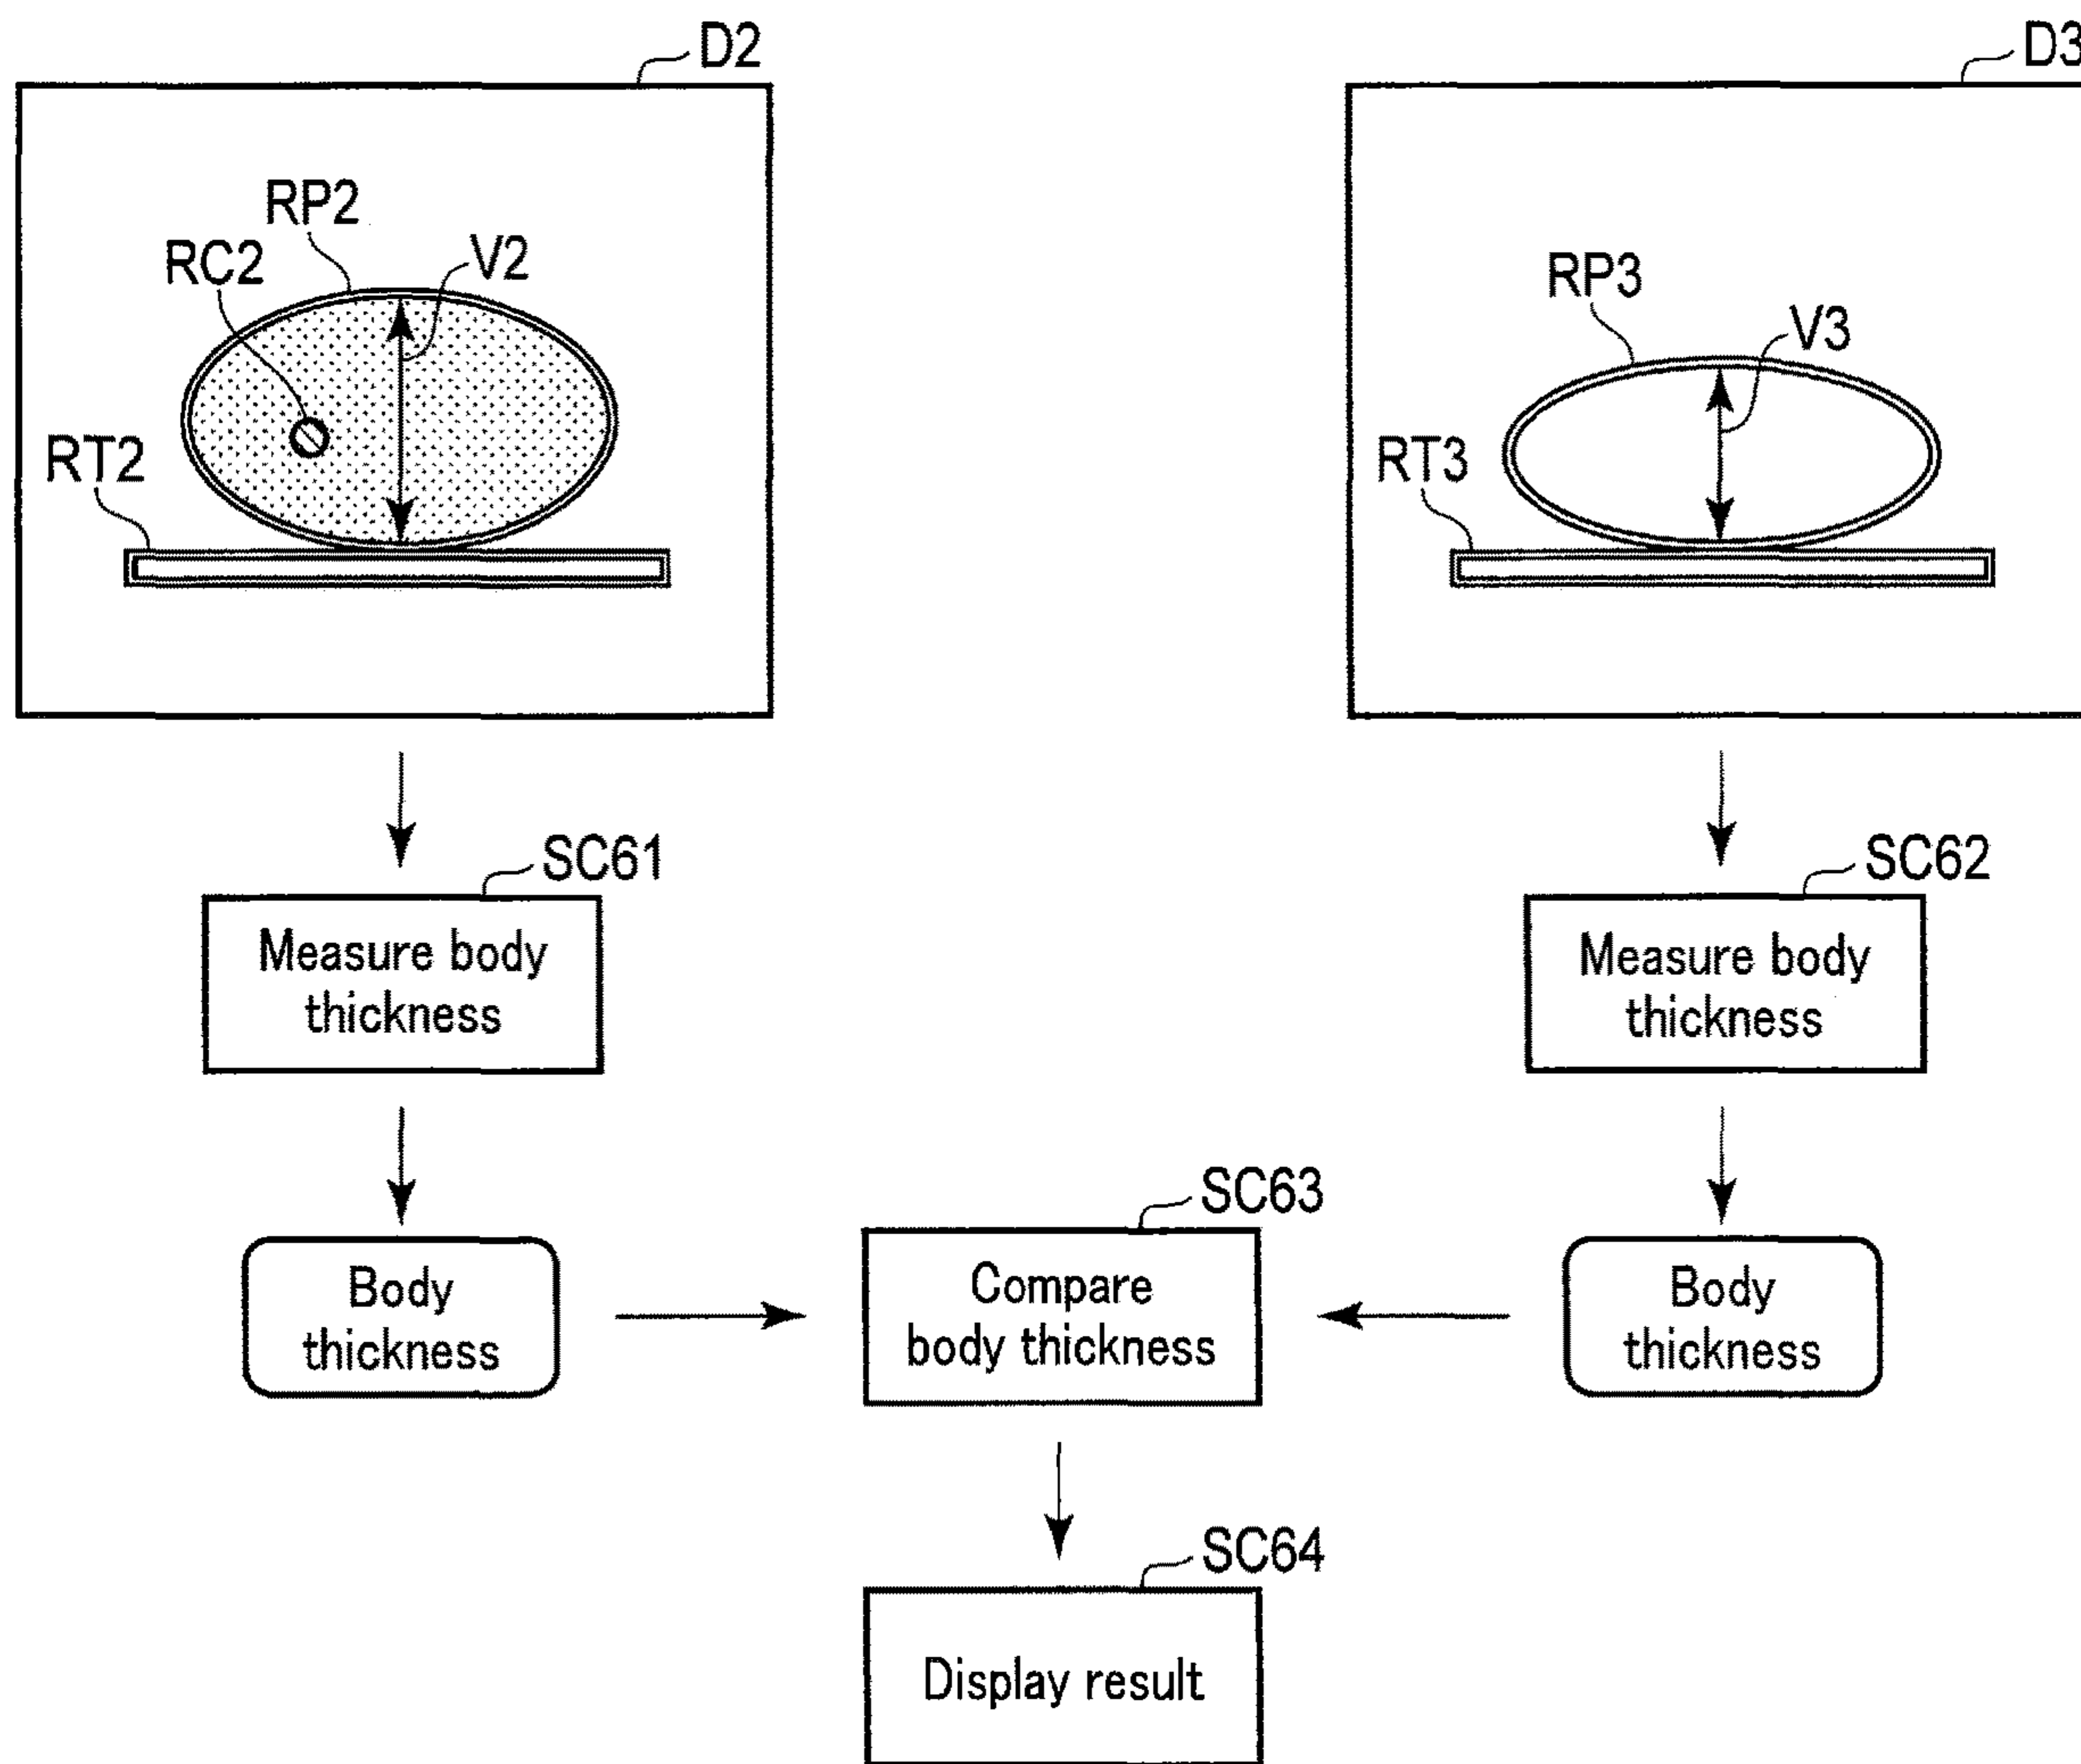 D2
D3
RP2
V2
RC2
RT2
RP3
V3
RT3
SC61
SC62
Measure body
thickness
Measure body
thickness
SC63
Body
thickness
Compare
body thickness
Body
thickness
SC64
Display result